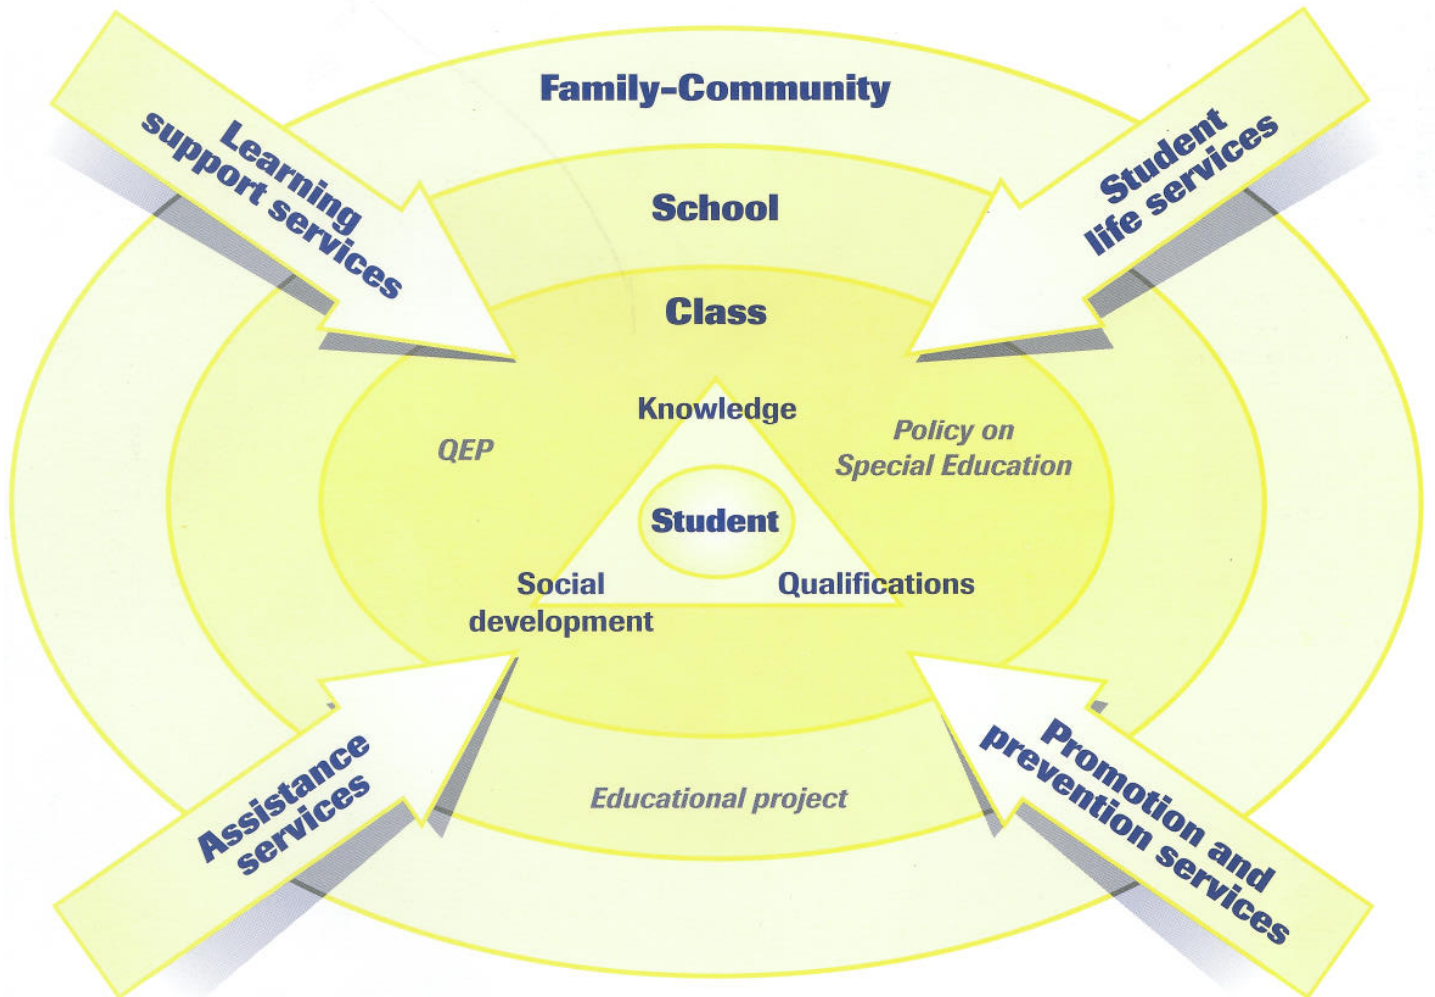 Family-Community
Learning
support services
Student
life services
School
Class
Knowledge
QEP
Policy on
Special Education
Student
Social
development
Qualifications
Assistance
services
Educational project
Promotion and
prevention services